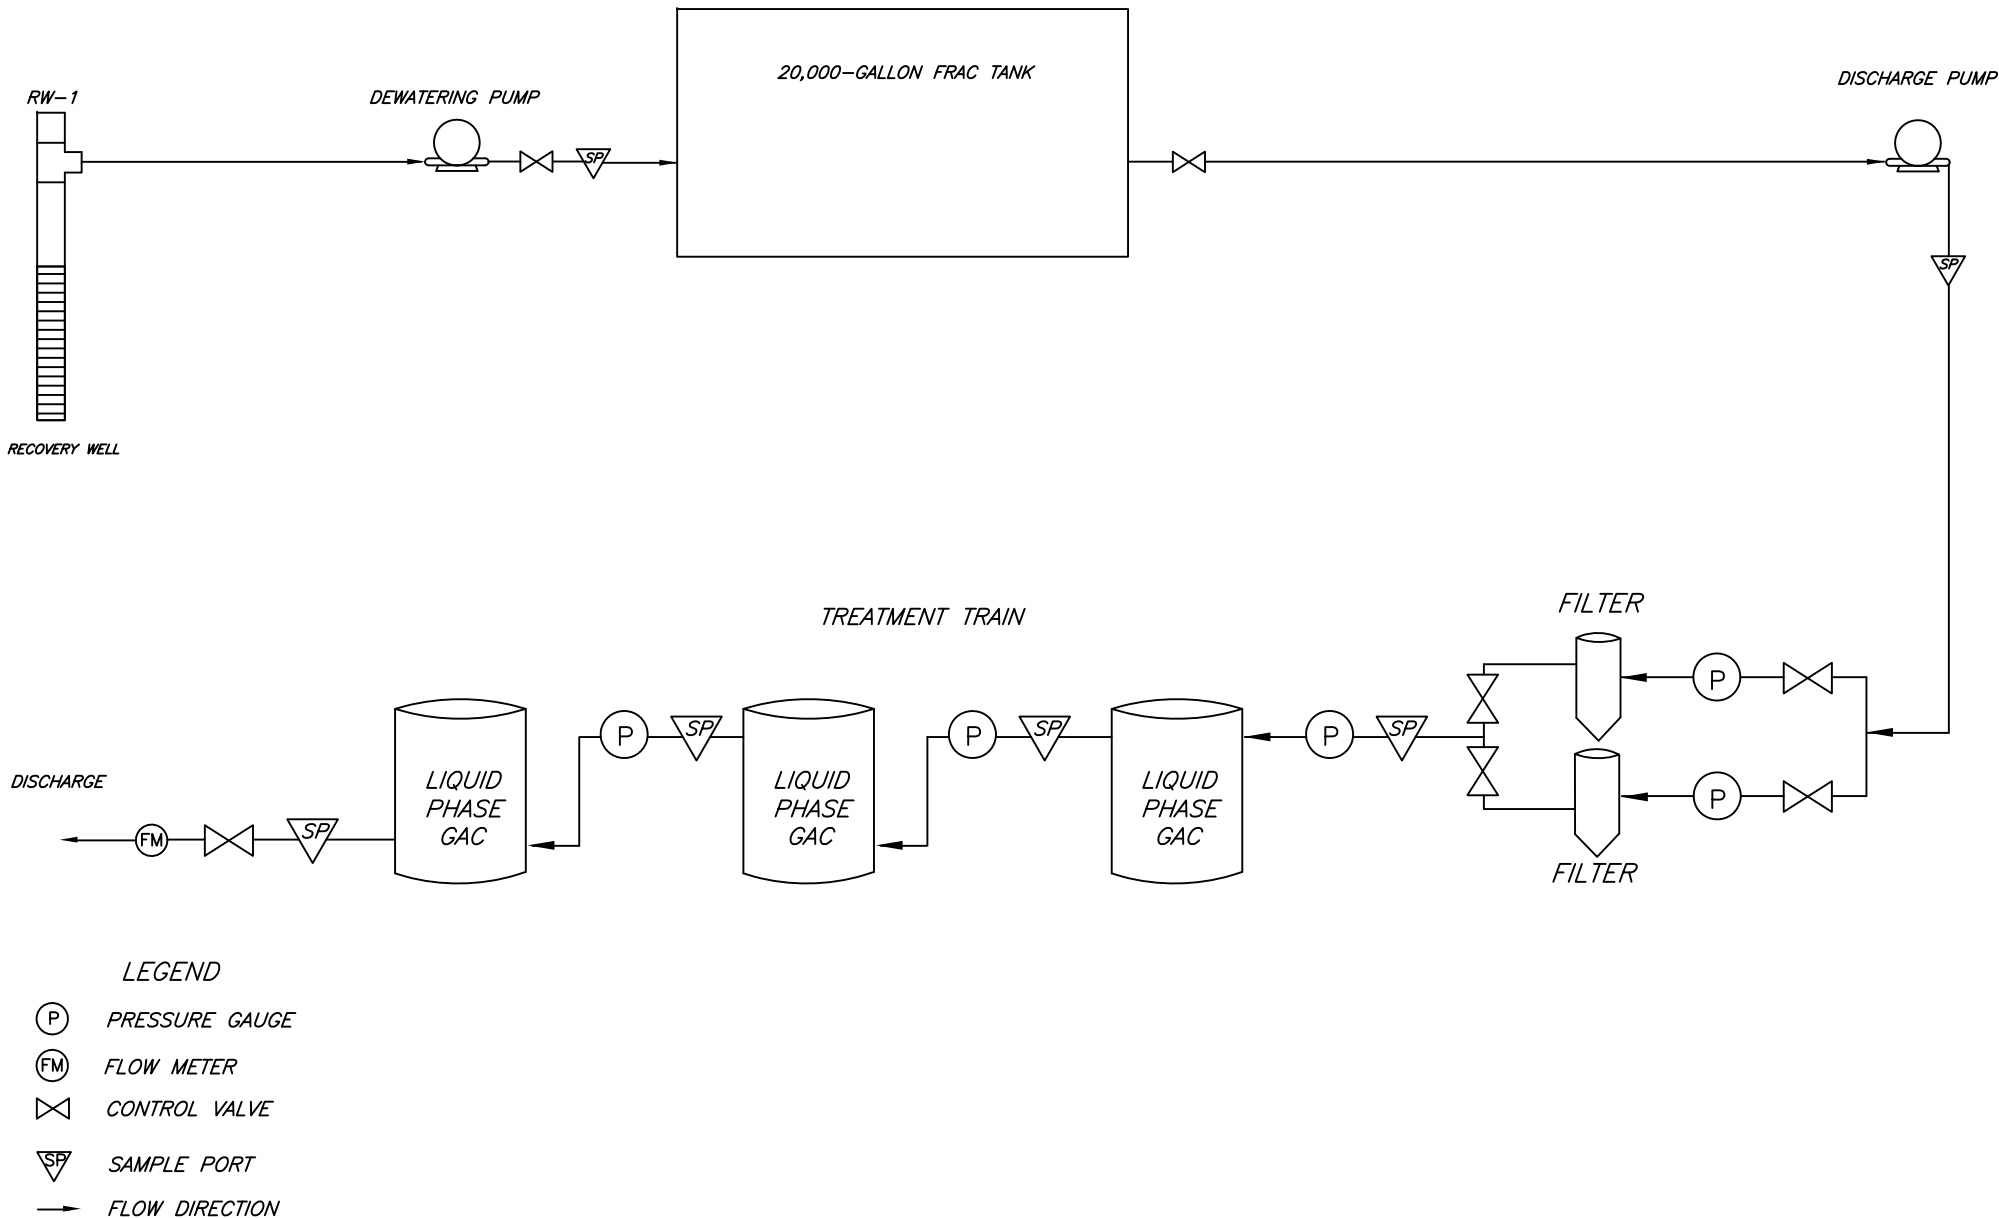 20,000-GALLON FRAC TANK
DISCHARGE PUMP
RW-1
DEWATERING PUMP
SP
SP
RECOVERY WELL
TREATMENT TRAIN
FILTER
P
P
SP
P
SP
P
SP
P
DISCHARGE
LIQUID
PHASE
GAC
LIQUID
PHASE
GAC
LIQUID
PHASE
GAC
P
FM
SP
FILTER
LEGEND
P PRESSURE GAUGE
FM FLOW METER
CONTROL VALVE
SP SAMPLE PORT
FLOW DIRECTION